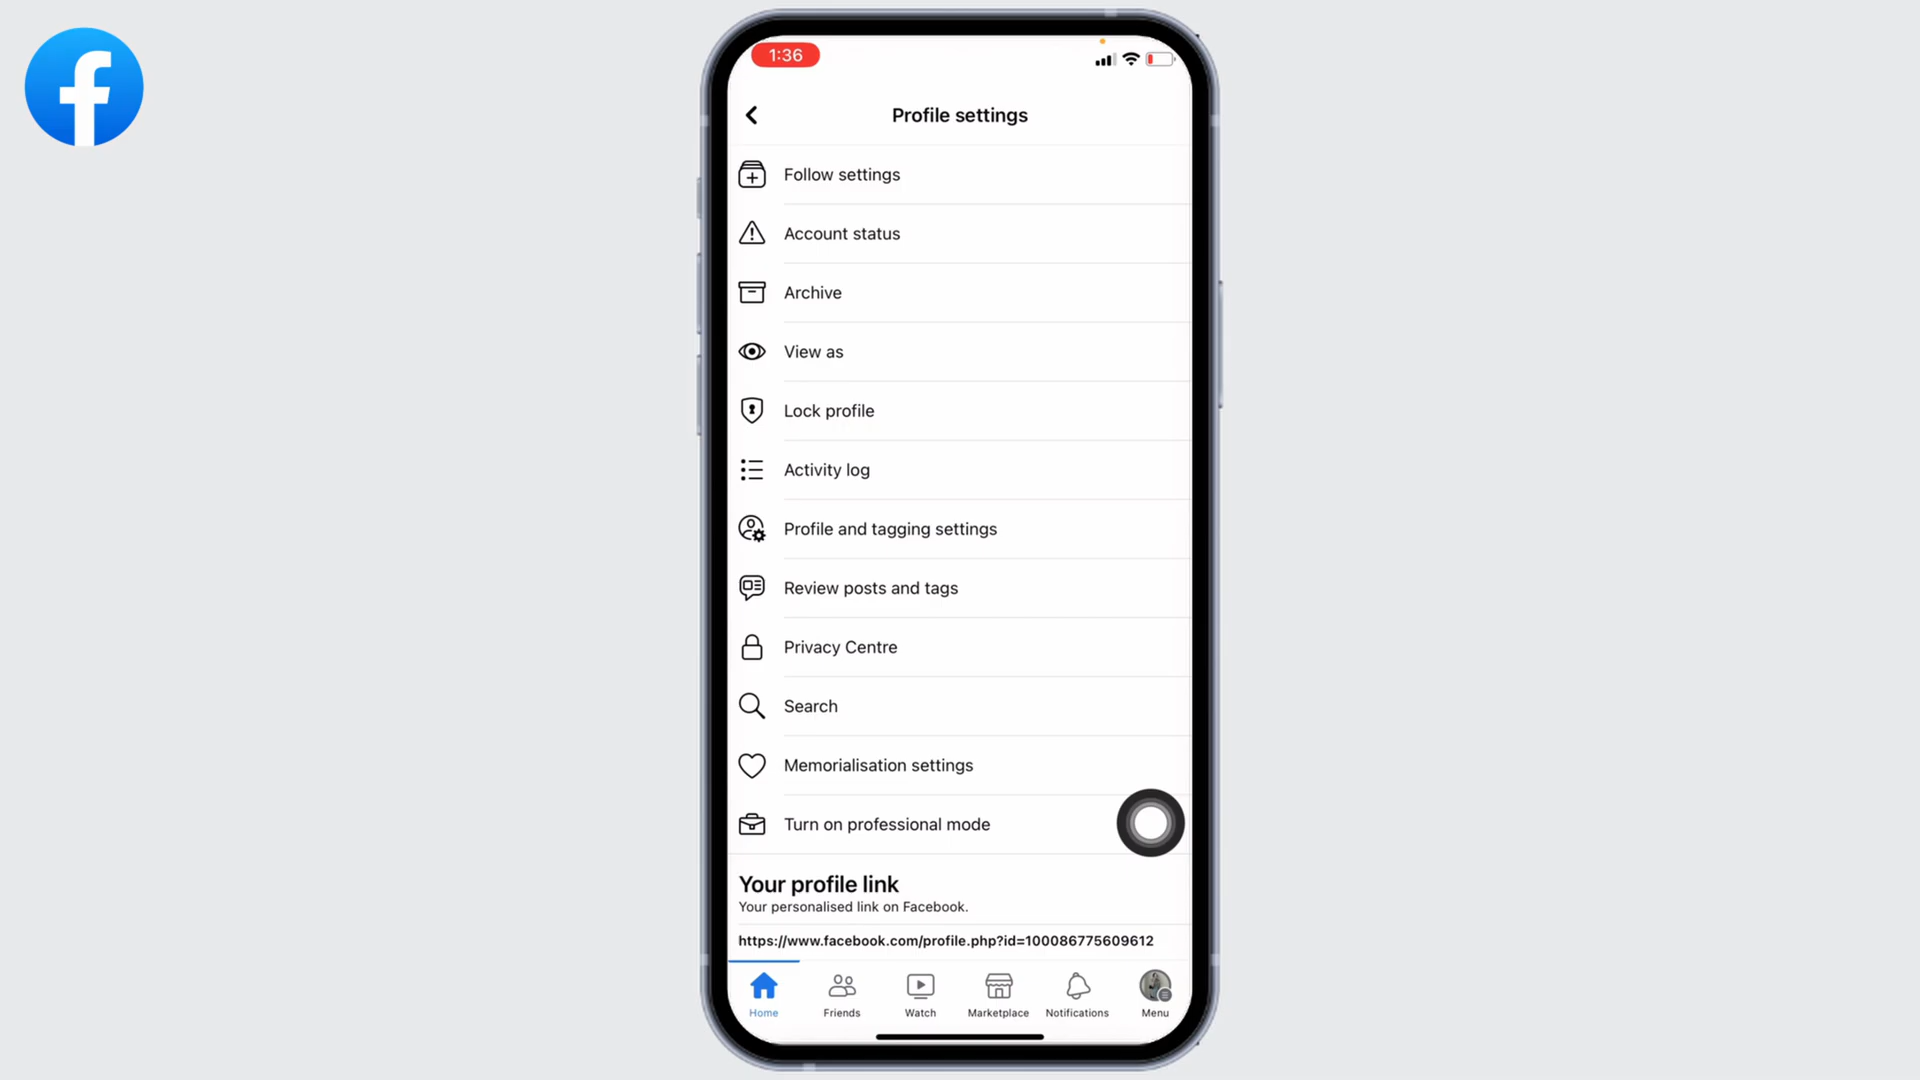 1:36
Profile settings
Follow settings
Account status
Archive
View as
Lock profile
Activity log
Profile and tagging settings
Review posts and tags
Privacy Centre
Search
Memorialisation settings
Turn on professional mode
Your profile link
Your personalised link on Facebook.
https://www.facebook.com/profile.php?id=100086775609612
Home
Friends
Watch
Marketplace
Notifications
Menu